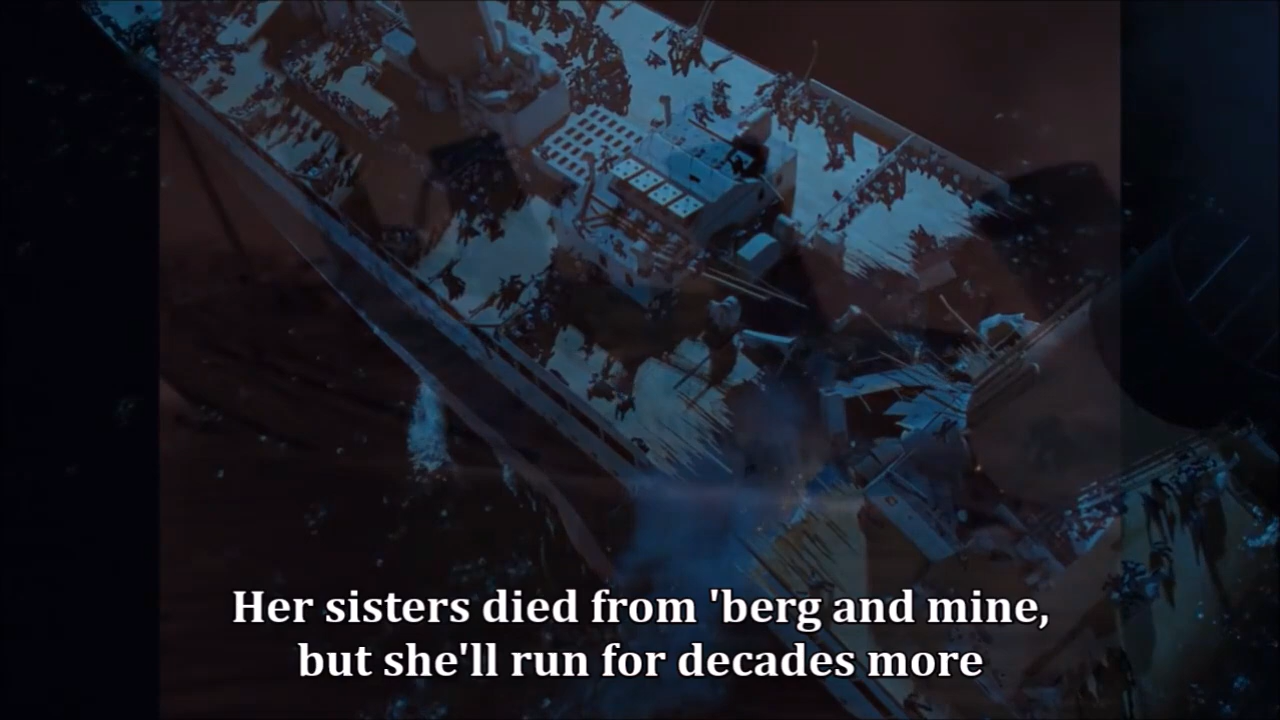 Her sisters died from 'berg and mine,
but she'll run for decades more